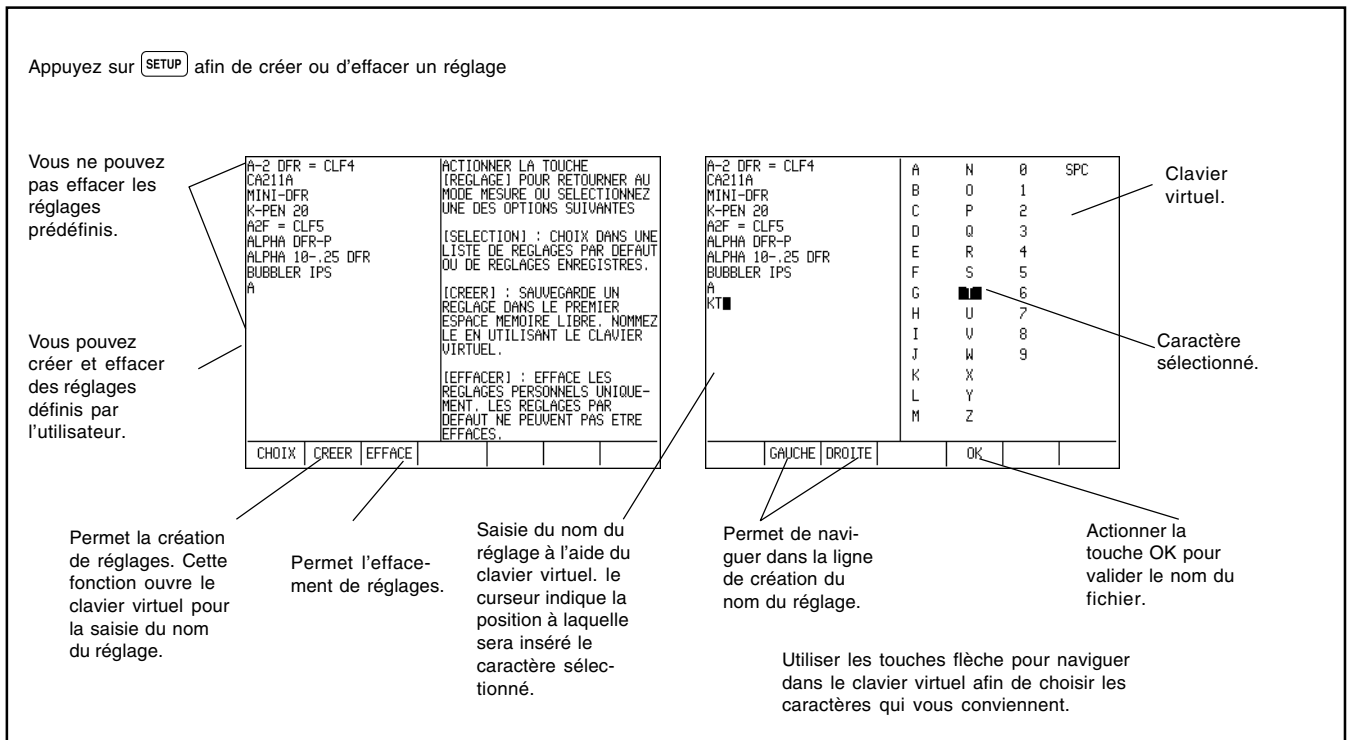 Appuyez sur SETUP afin de créer ou d'effacer un réglage
Vous ne pouvez
pas effacer les
réglages
prédéfinis.
Vous pouvez
créer et effacer
des réglages
définis par
l'utilisateur.
A-2 DFR = CLF4
CA211A
MINI-DFR
K-PEN 20
A2F = CLF5
ALPHA DFR-P
ALPHA 10-.25 DFR
BUBBLER IPS
A
ACTIONNER LA TOUCHE
[REGLAGE] POUR RETOURNER AU
MODE MESURE OU SELECTIONNEZ
UNE DES OPTIONS SUIVANTES
[SELECTION] : CHOIX DANS UNE
LISTE DE REGLAGES PAR DEFAUT
OU DE REGLAGES ENREGISTRES.
[CREER] : SAUVEGARDE UN
REGLAGE DANS LE PREMIER
ESPACE MEMOIRE LIBRE. NOMMEZ
LE EN UTILISANT LE CLAVIER
VIRTUEL.
[EFFACER] : EFFACE LES
REGLAGES PERSONNELS UNIQUE-
MENT. LES REGLAGES PAR
DEFAUT NE PEUVENT PAS ETRE
EFFACES.
CHOIX CREER EFFACE
A-2 DFR = CLF4
CA211A
MINI-DFR
K-PEN 20
A2F = CLF5
ALPHA DFR-P
ALPHA 10-.25 DFR
BUBBLER IPS
A
KT
A N 0 SPC
B O 1
C P 2
D Q 3
E R 4
F S 5
G T 6
H U 7
I V 8
J W 9
K X
L Y
M Z
GAUCHE DROITE OK
Clavier
virtuel.
Caractère
sélectionné.
Permet la création
de réglages. Cette
fonction ouvre le
clavier virtuel pour
la saisie du nom
du réglage.
Permet l'efface-
ment de réglages.
Saisie du nom du
réglage à l'aide du
clavier virtuel. le
curseur indique la
position à laquelle
sera inséré le
caractère sélec-
tionné.
Permet de navi-
guer dans la ligne
de création du
nom du réglage.
Actionner la
touche OK pour
valider le nom du
fichier.
Utiliser les touches flèche pour naviguer
dans le clavier virtuel afin de choisir les
caractères qui vous conviennent.